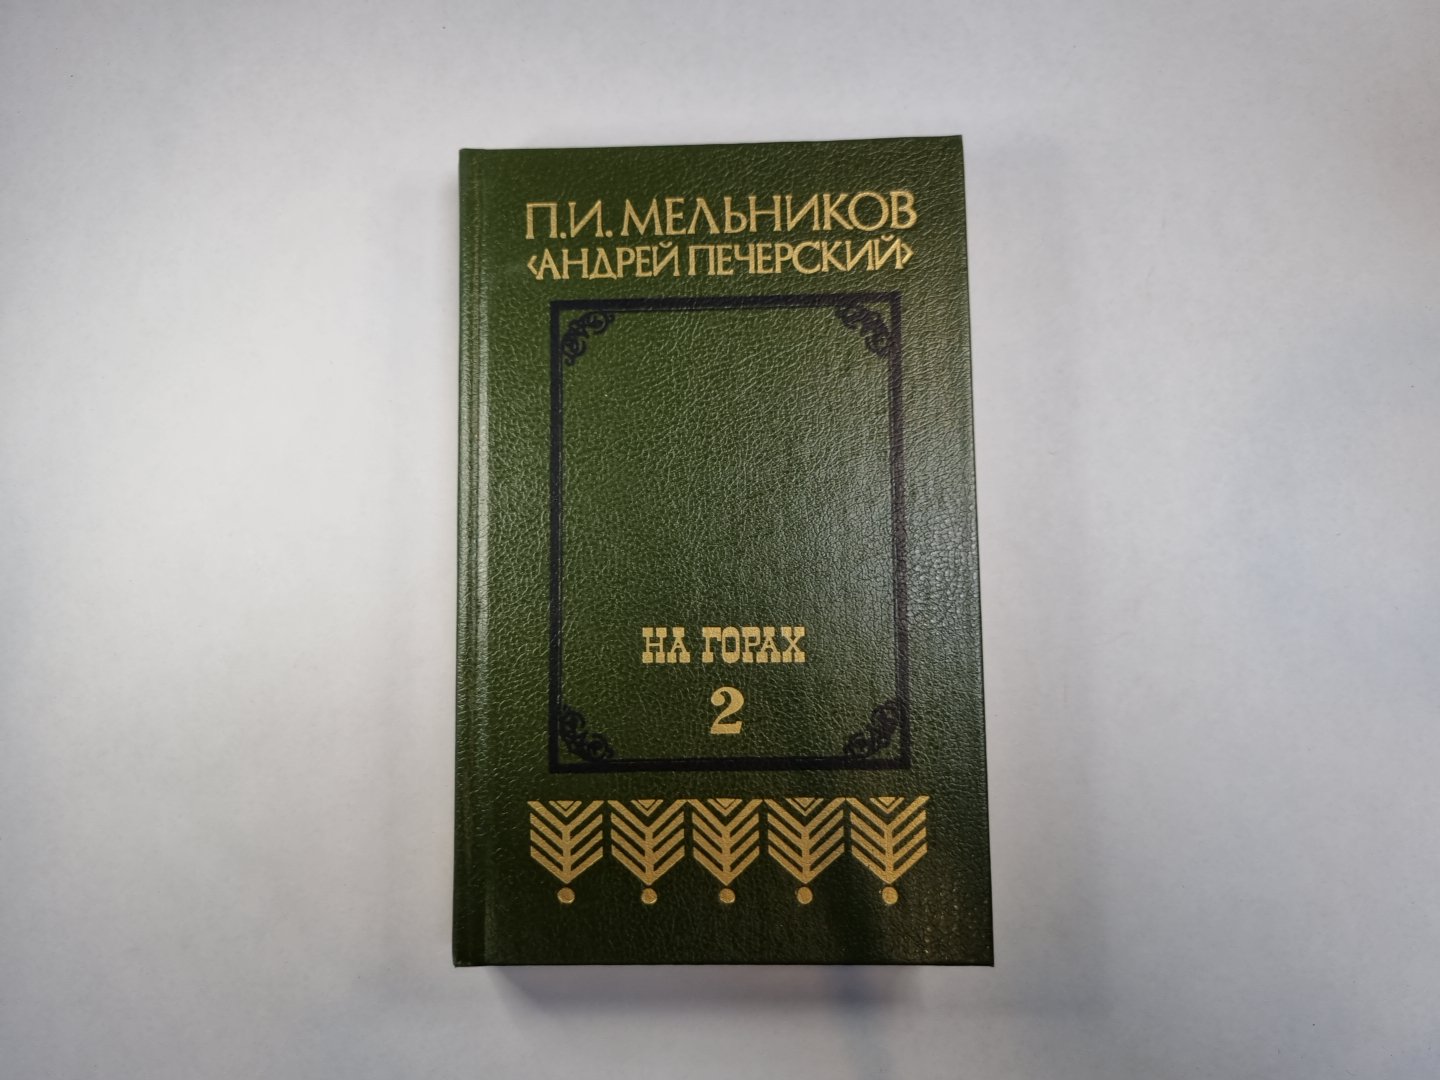 П.И. МЕЛЬНИКОВ
‹АНДРЕЙ ПЕЧЕРСКИЙ›
НА ГОРАХ
2